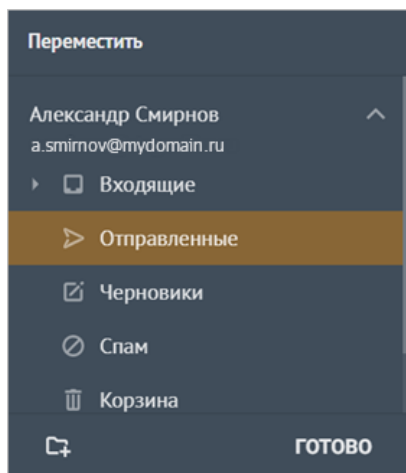 Переместить
Александр Смирнов
a.smirnov@mydomain.ru
Входящие
Отправленные
Черновики
Спам
Корзина
ГОТОВО